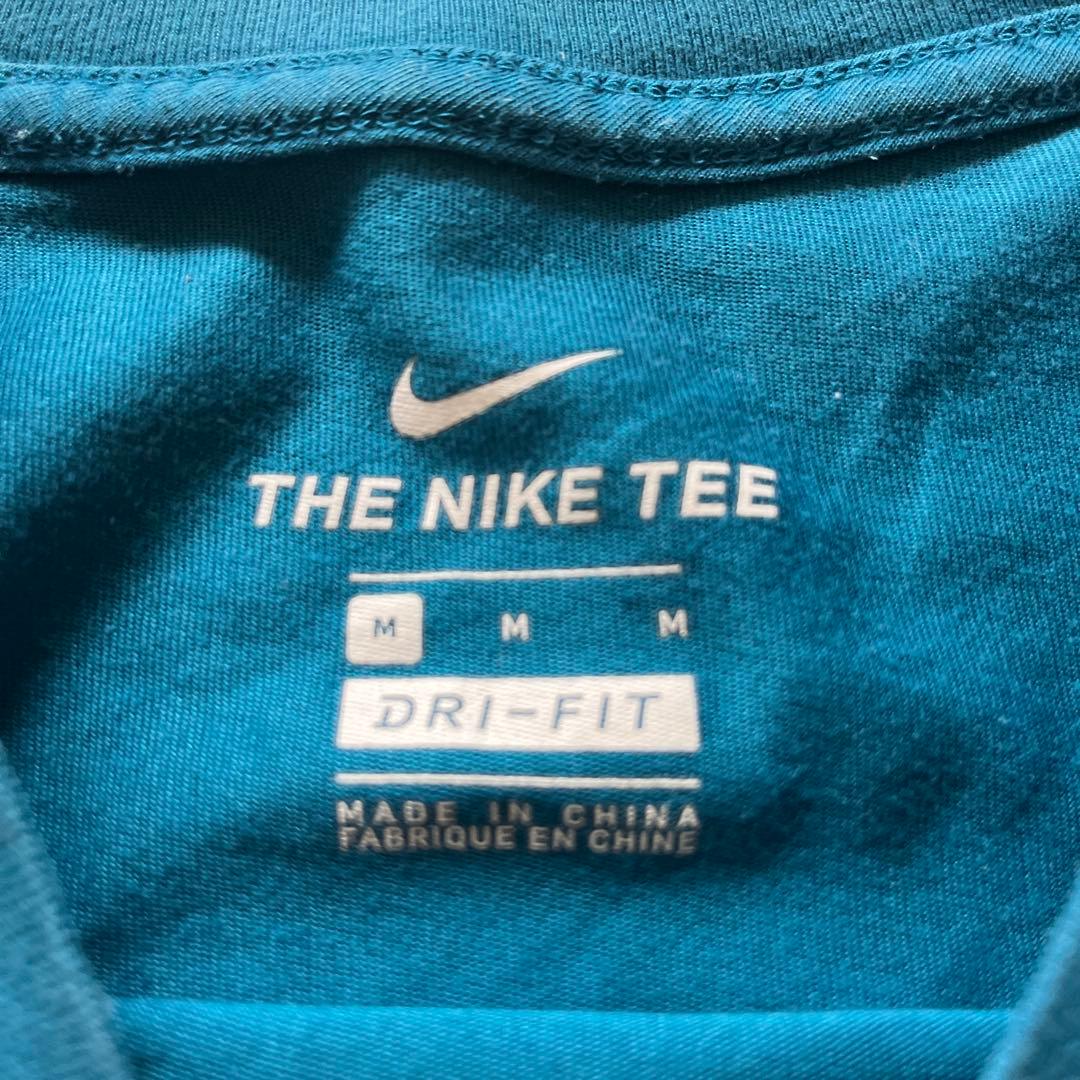 THE NIKE TEE
M M M
DRI-FIT
MADE IN CHINA
FABRIQUE EN CHINE